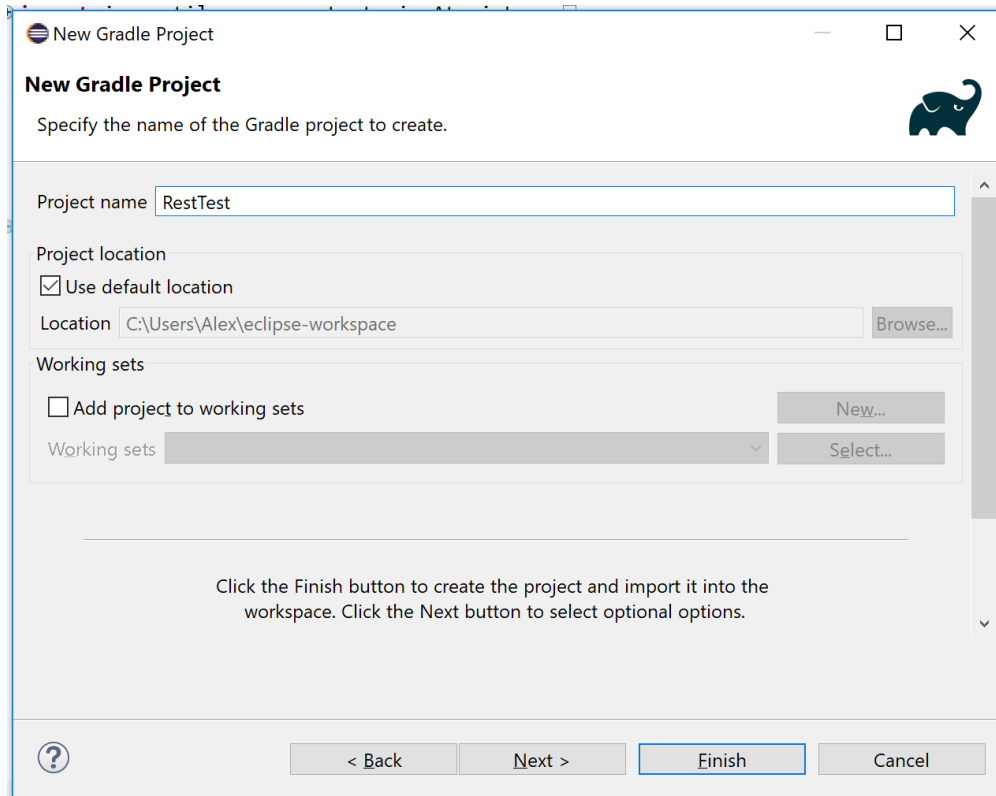 New Gradle Project
New Gradle Project
Specify the name of the Gradle project to create.
Project name RestTest
Project location
Use default location
Location C:\Users\Alex\eclipse-workspace Browse...
Working sets
Add project to working sets New...
Working sets Select...
Click the Finish button to create the project and import it into the
workspace. Click the Next button to select optional options.
? < Back Next > Finish Cancel